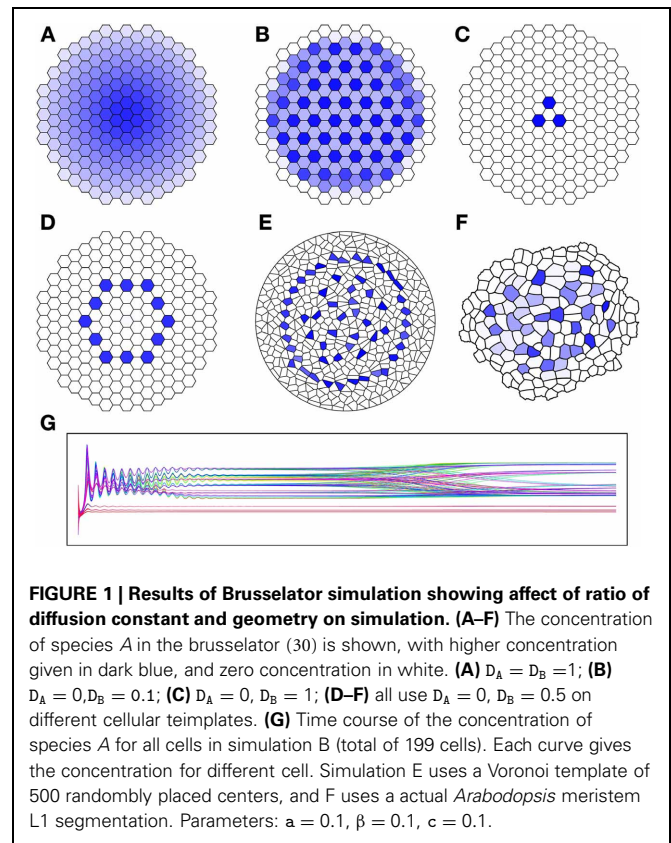 A
B
C
D
E
F
G
FIGURE 1 | Results of Brusselator simulation showing affect of ratio of
diffusion constant and geometry on simulation. (A–F) The concentration
of species A in the brusselator (30) is shown, with higher concentration
given in dark blue, and zero concentration in white. (A) DA = DB =1; (B)
DA = 0,DB = 0.1; (C) DA = 0, DB = 1; (D–F) all use DA = 0, DB = 0.5 on
different cellular teimplates. (G) Time course of the concentration of
species A for all cells in simulation B (total of 199 cells). Each curve gives
the concentration for different cell. Simulation E uses a Voronoi template of
500 randombly placed centers, and F uses a actual Arabodopsis meristem
L1 segmentation. Parameters: a = 0.1, β = 0.1, c = 0.1.